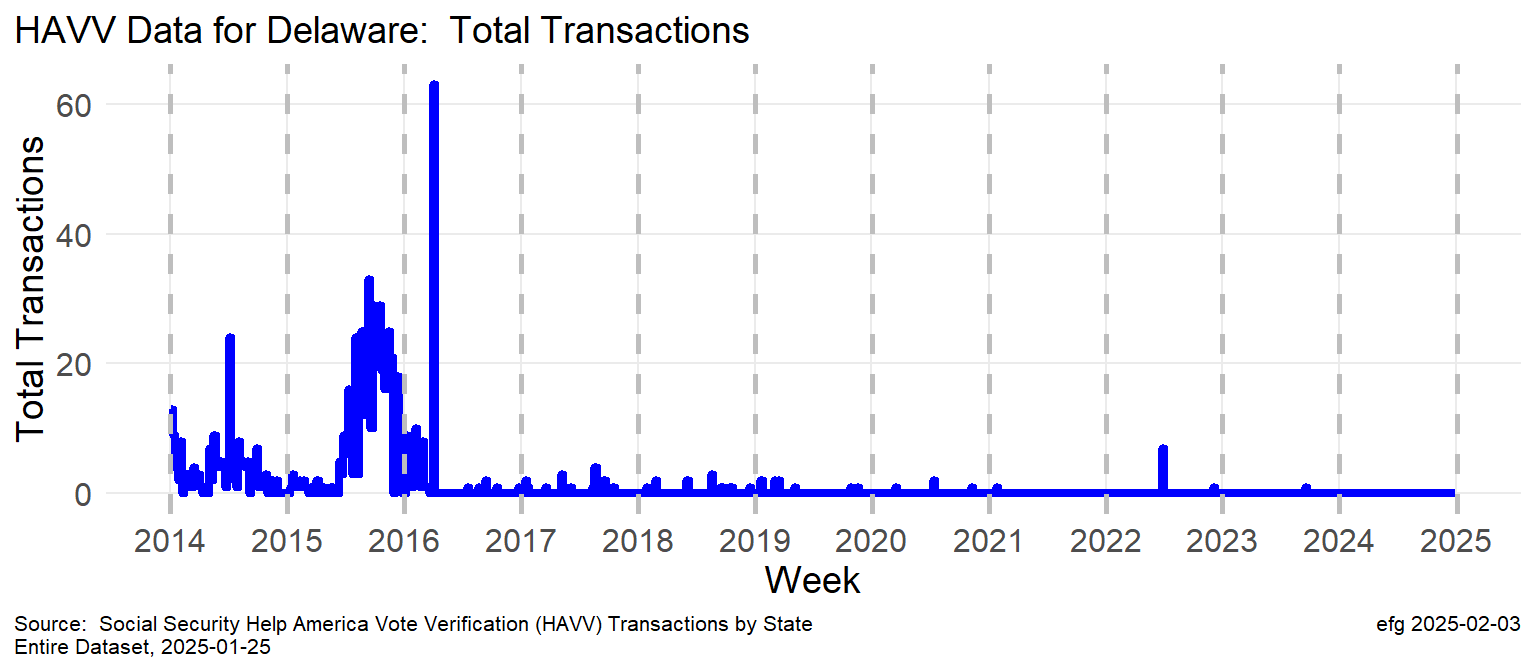 HAVV Data for Delaware:  Total Transactions
Total Transactions
60
40
20
0
2014 2015 2016 2017 2018 2019 2020 2021 2022 2023 2024 2025
Week
Source:  Social Security Help America Vote Verification (HAVV) Transactions by State efg 2025-02-03
Entire Dataset, 2025-01-25